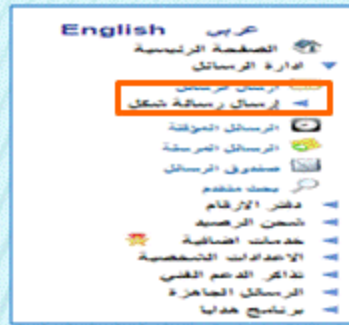 عربي English
الصفحة الرئيسية
ادارة الرسائل
ارسال الرسائل
إرسال رسالة شكل
الرسائل المؤقتة
الرسائل المرسلة
صندوق الرسائل
بحث متقدم
دفتر الارقام
شحن الرصيد
خدمات اضافية
الاعدادات الشخصية
تذاكر الدعم الفني
الرسائل الجاهزة
برنامج هدايا